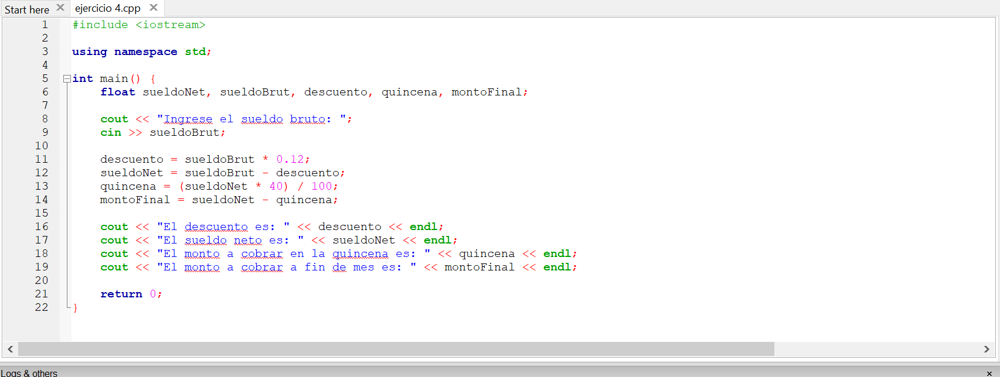 Start here ✕ ejercicio 4.cpp ✕
1 #include <iostream>
2
3 using namespace std;
4
5 int main() {
6     float sueldoNet, sueldoBrut, descuento, quincena, montoFinal;
7
8     cout << "Ingrese el sueldo bruto: ";
9     cin >> sueldoBrut;
10
11     descuento = sueldoBrut * 0.12;
12     sueldoNet = sueldoBrut - descuento;
13     quincena = (sueldoNet * 40) / 100;
14     montoFinal = sueldoNet - quincena;
15
16     cout << "El descuento es: " << descuento << endl;
17     cout << "El sueldo neto es: " << sueldoNet << endl;
18     cout << "El monto a cobrar en la quincena es: " << quincena << endl;
19     cout << "El monto a cobrar a fin de mes es: " << montoFinal << endl;
20
21     return 0;
22 }
Logs & others